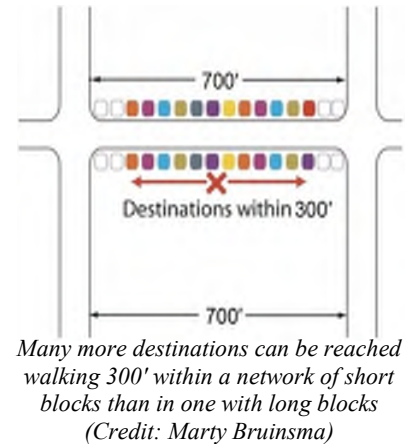 700'
Destinations within 300'
700'
Many more destinations can be reached
walking 300' within a network of short
blocks than in one with long blocks
(Credit: Marty Bruinsma)